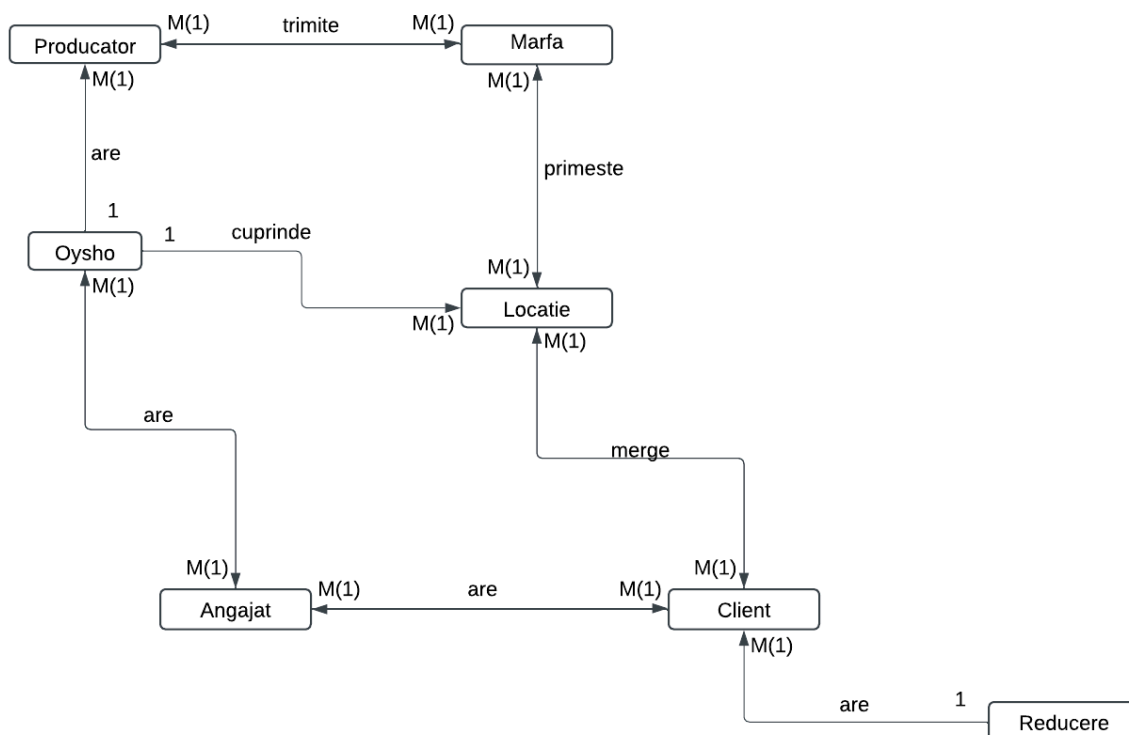 M(1) trimite M(1)
Producator
Marfa
M(1)
M(1)
are
primeste
1
1
cuprinde
Oysho
M(1)
M(1)
M(1)
Locatie
M(1)
are
merge
M(1)
M(1)
M(1)
are
M(1)
Angajat
Client
M(1)
are
1
Reducere